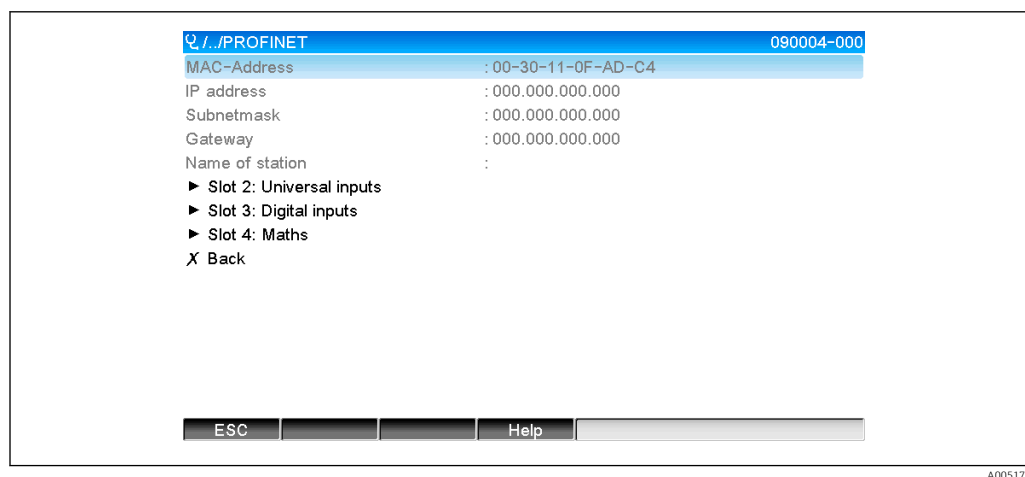 /../PROFINET 090004-000
MAC-Address : 00-30-11-0F-AD-C4
IP address : 000.000.000.000
Subnetmask : 000.000.000.000
Gateway : 000.000.000.000
Name of station :
► Slot 2: Universal inputs
► Slot 3: Digital inputs
► Slot 4: Maths
X Back
ESC Help
A00517